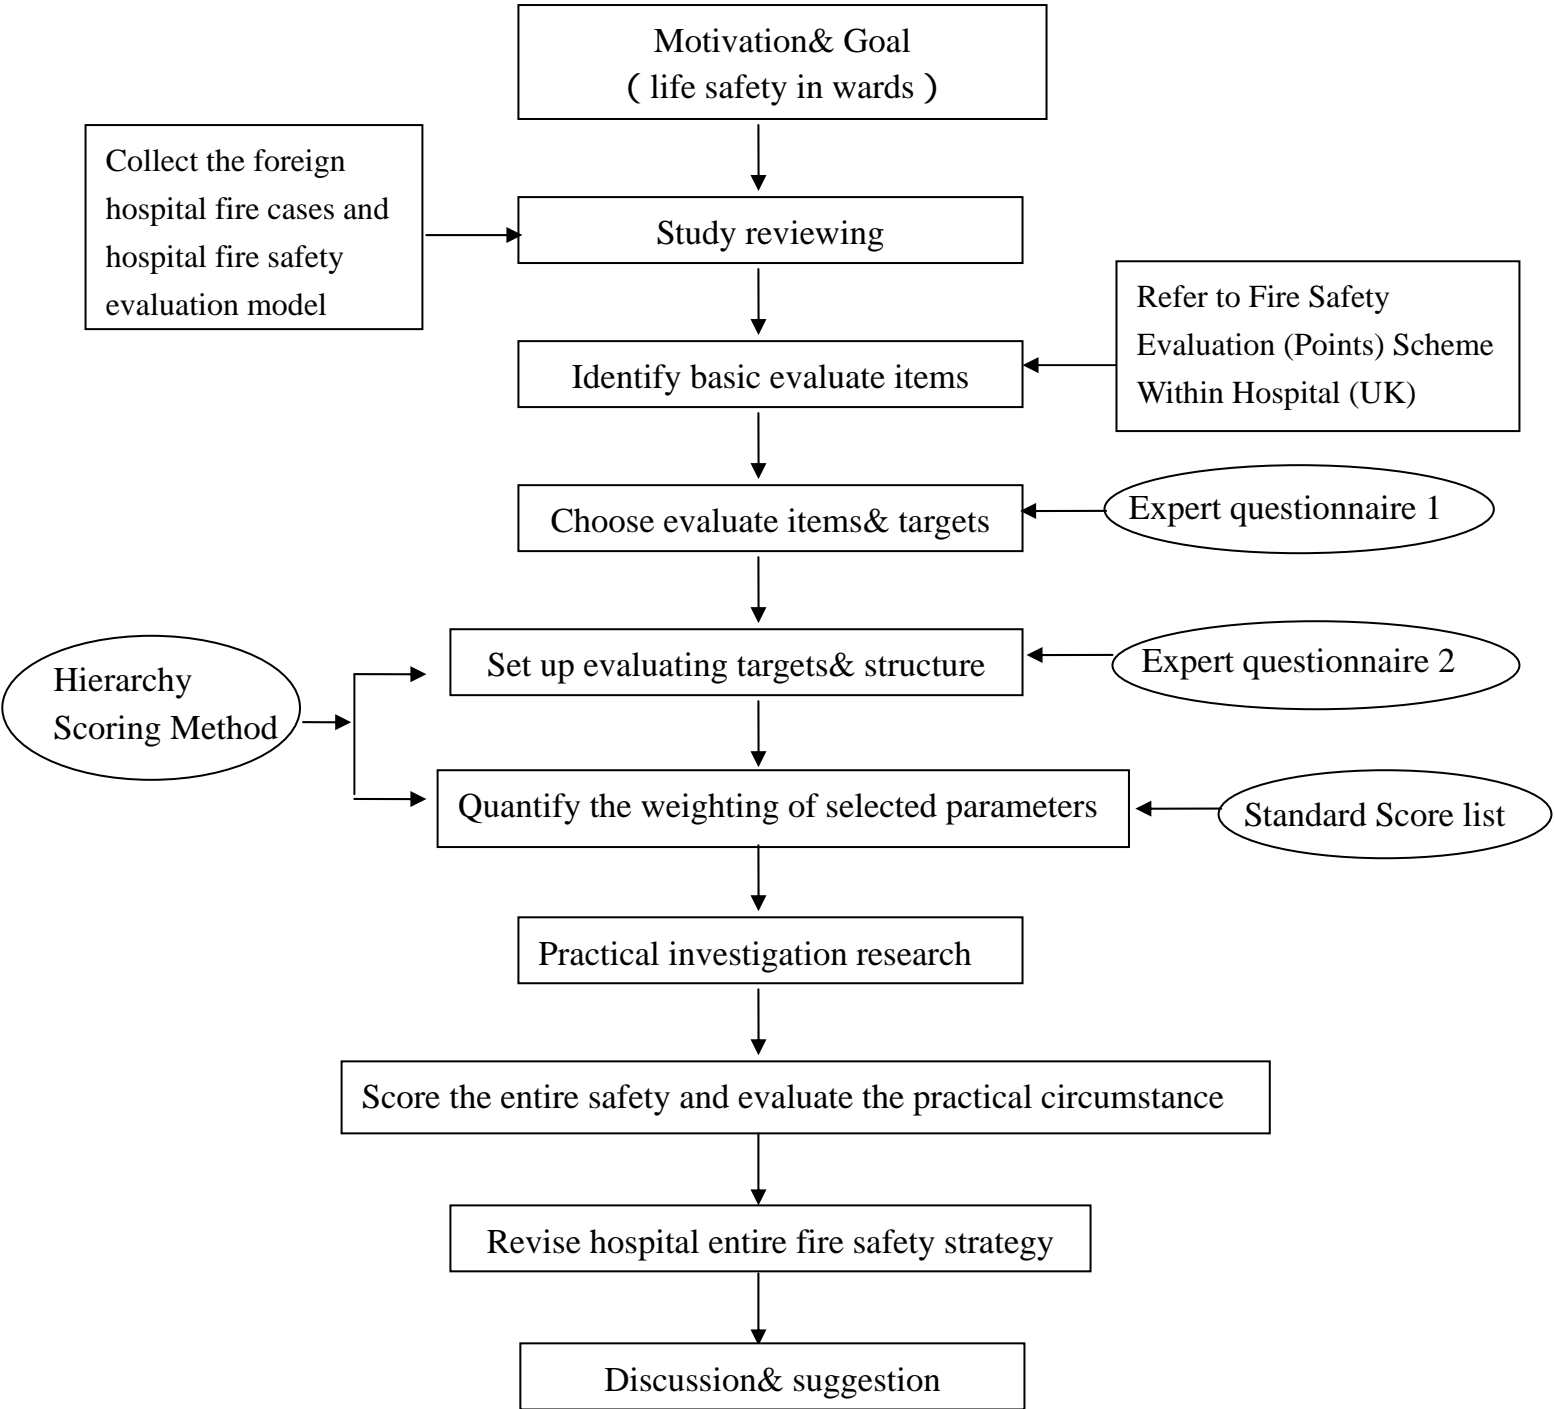 Motivation& Goal
( life safety in wards )
Collect the foreign
hospital fire cases and
hospital fire safety
evaluation model
Study reviewing
Refer to Fire Safety
Evaluation (Points) Scheme
Within Hospital (UK)
Identify basic evaluate items
Choose evaluate items& targets
Expert questionnaire 1
Set up evaluating targets& structure
Expert questionnaire 2
Hierarchy
Scoring Method
Quantify the weighting of selected parameters
Standard Score list
Practical investigation research
Score the entire safety and evaluate the practical circumstance
Revise hospital entire fire safety strategy
Discussion& suggestion